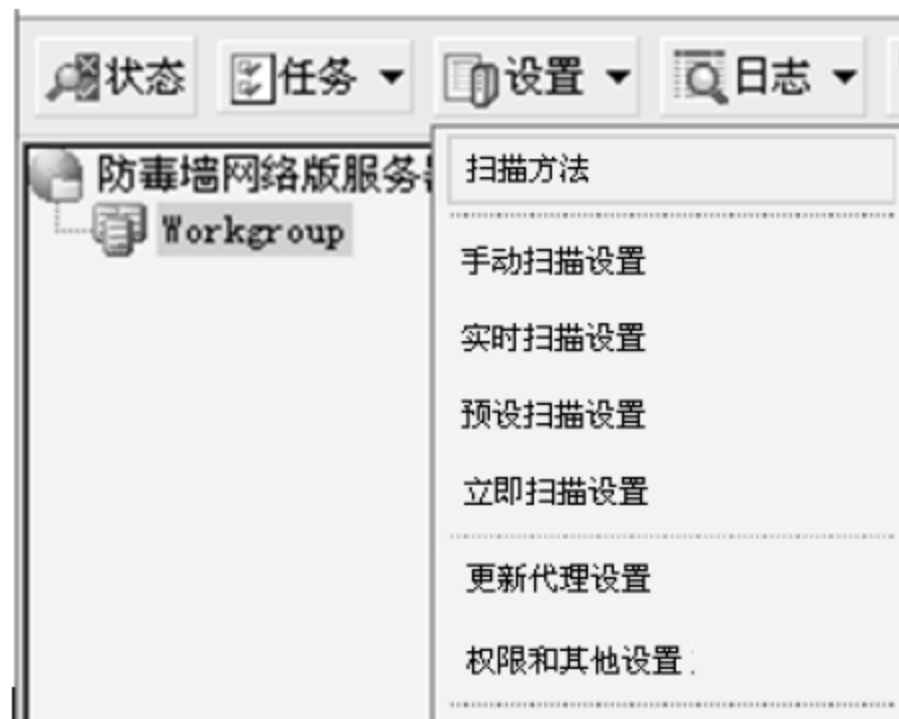 状态 任务 设置 日志
防毒墙网络版服务
Workgroup
扫描方法
手动扫描设置
实时扫描设置
预设扫描设置
立即扫描设置
更新代理设置
权限和其他设置